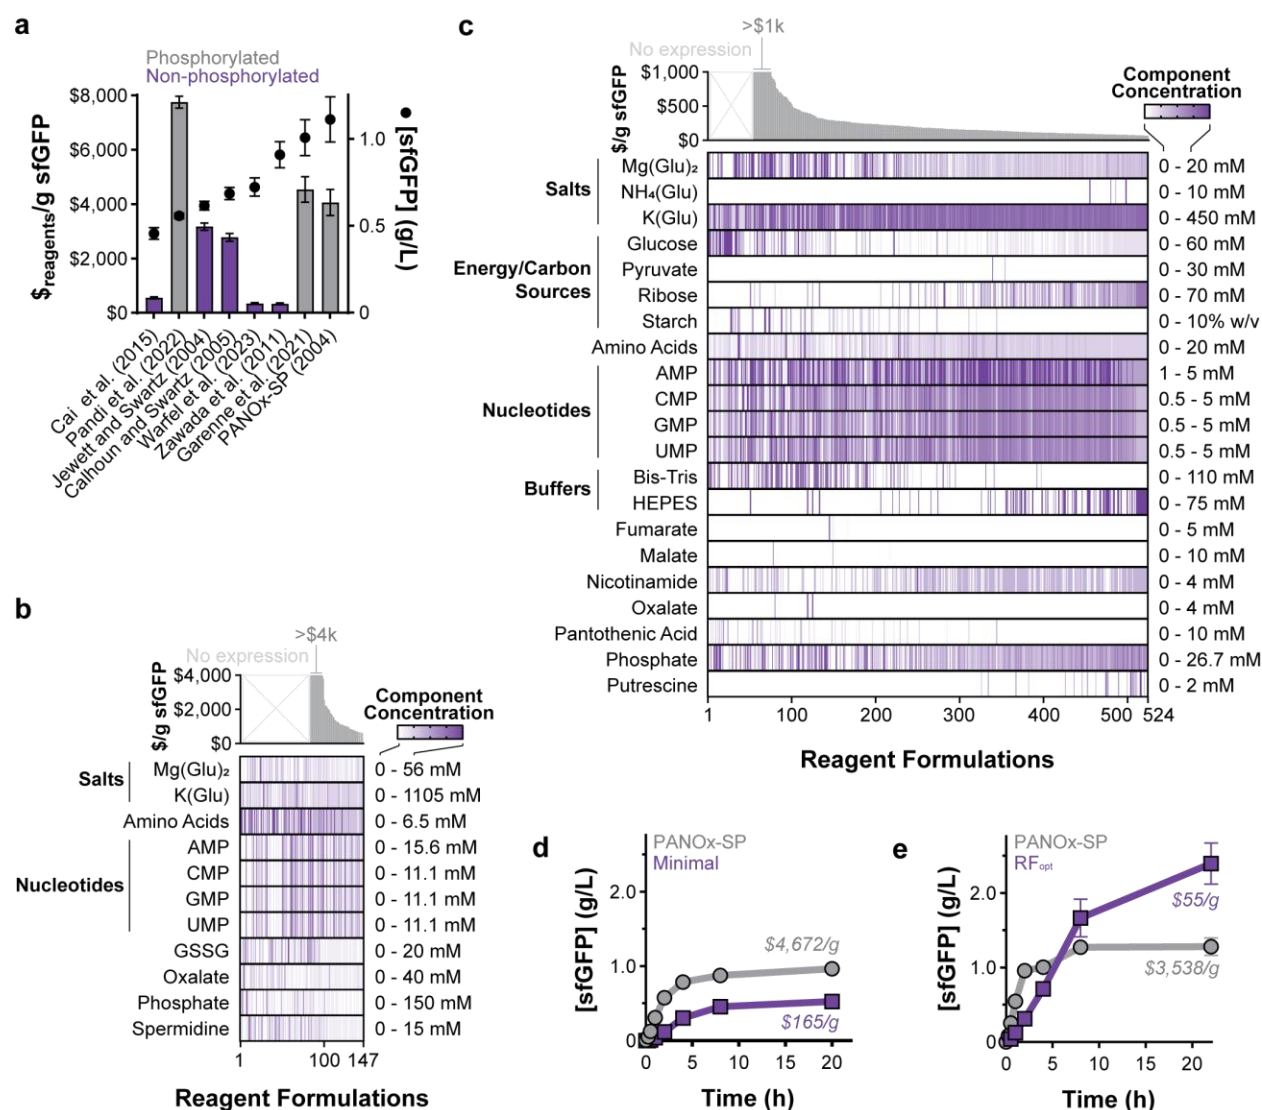 a
Phosphorylated
Non-phosphorylated
$reagents/g sfGFP
$8,000
$6,000
$4,000
$2,000
$0
1.0
0.5
0
[sfGFP] (g/L)
Cai et al. (2015)
Pandi et al. (2022)
Jewett and Swartz (2004)
Calhoun and Swartz (2005)
Warfel et al. (2023)
Zawada et al. (2011)
Garenne et al. (2021)
PANOx-SP (2004)
b
>$4k
No expression
$/g sfGFP
$4,000
$2,000
$0
Component
Concentration
Salts
Mg(Glu)₂ 0 - 56 mM
K(Glu) 0 - 1105 mM
Amino Acids 0 - 6.5 mM
Nucleotides
AMP 0 - 15.6 mM
CMP 0 - 11.1 mM
GMP 0 - 11.1 mM
UMP 0 - 11.1 mM
GSSG 0 - 20 mM
Oxalate 0 - 40 mM
Phosphate 0 - 150 mM
Spermidine 0 - 15 mM
1 100 147
Reagent Formulations
c
>$1k
No expression
$/g sfGFP
$1,000
$500
$0
Component
Concentration
Salts
Mg(Glu)₂ 0 - 20 mM
NH₄(Glu) 0 - 10 mM
K(Glu) 0 - 450 mM
Energy/Carbon
Sources
Glucose 0 - 60 mM
Pyruvate 0 - 30 mM
Ribose 0 - 70 mM
Starch 0 - 10% w/v
Amino Acids 0 - 20 mM
Nucleotides
AMP 1 - 5 mM
CMP 0.5 - 5 mM
GMP 0.5 - 5 mM
UMP 0.5 - 5 mM
Buffers
Bis-Tris 0 - 110 mM
HEPES 0 - 75 mM
Fumarate 0 - 5 mM
Malate 0 - 10 mM
Nicotinamide 0 - 4 mM
Oxalate 0 - 4 mM
Pantothenic Acid 0 - 10 mM
Phosphate 0 - 26.7 mM
Putrescine 0 - 2 mM
1 100 200 300 400 500 524
Reagent Formulations
d
PANOx-SP
Minimal
[sfGFP] (g/L)
2.0
1.0
0
$4,672/g
$165/g
0 5 10 15 20
Time (h)
e
PANOx-SP
RFopt
[sfGFP] (g/L)
2.0
1.0
0
$55/g
$3,538/g
0 5 10 15 20
Time (h)